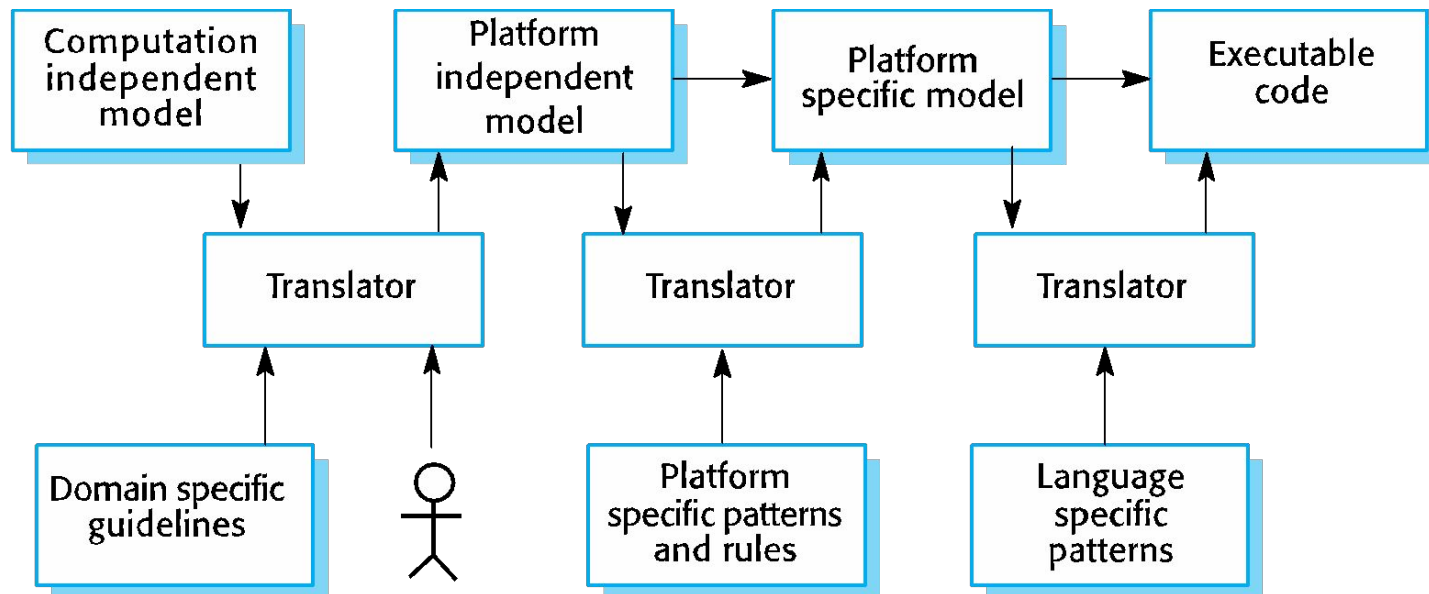 Computation
independent
model
Platform
independent
model
Platform
specific model
Executable
code
Translator
Translator
Translator
Domain specific
guidelines
Platform
specific patterns
and rules
Language
specific
patterns